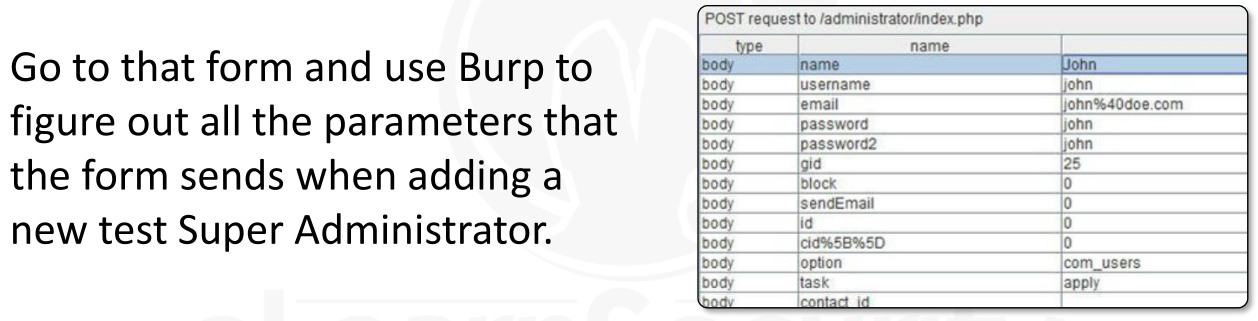 Go to that form and use Burp to
figure out all the parameters that
the form sends when adding a
new test Super Administrator.
POST request to /administrator/index.php
type name
body name John
body username john
body email john%40doe.com
body password john
body password2 john
body gid 25
body block 0
body sendEmail 0
body id 0
body cid%5B%5D 0
body option com_users
body task apply
body contact_id